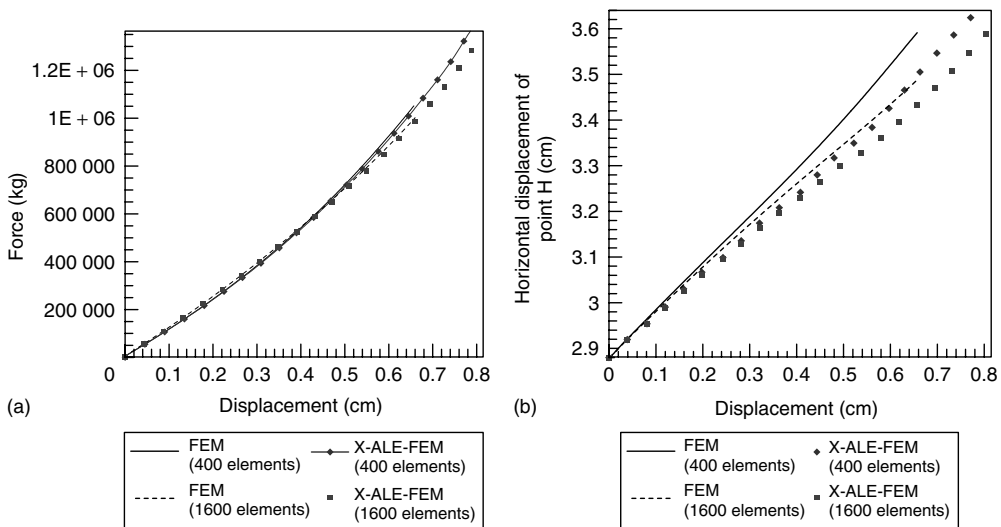 1.2E + 06
1E + 06
800 000
600 000
400 000
200 000
Force (kg)
0 0.1 0.2 0.3 0.4 0.5 0.6 0.7 0.8
Displacement (cm)
(a)
FEM
(400 elements)
X-ALE-FEM
(400 elements)
FEM
(1600 elements)
X-ALE-FEM
(1600 elements)
3.6
3.5
3.4
3.3
3.2
3.1
3
2.9
Horizontal displacement of
point H (cm)
0 0.1 0.2 0.3 0.4 0.5 0.6 0.7 0.8
Displacement (cm)
(b)
FEM
(400 elements)
X-ALE-FEM
(400 elements)
FEM
(1600 elements)
X-ALE-FEM
(1600 elements)